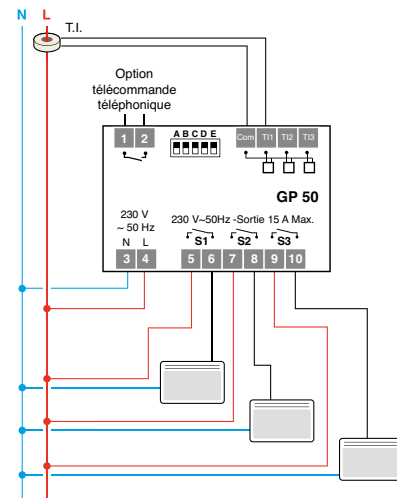 N L
T.I.
Option
télécommande
téléphonique
1 2
A B C D E
Com TI1 TI2 TI3
GP 50
230 V
~ 50 Hz
230 V~50Hz -Sortie 15 A Max.
N L
S1 S2 S3
3 4 5 6 7 8 9 10